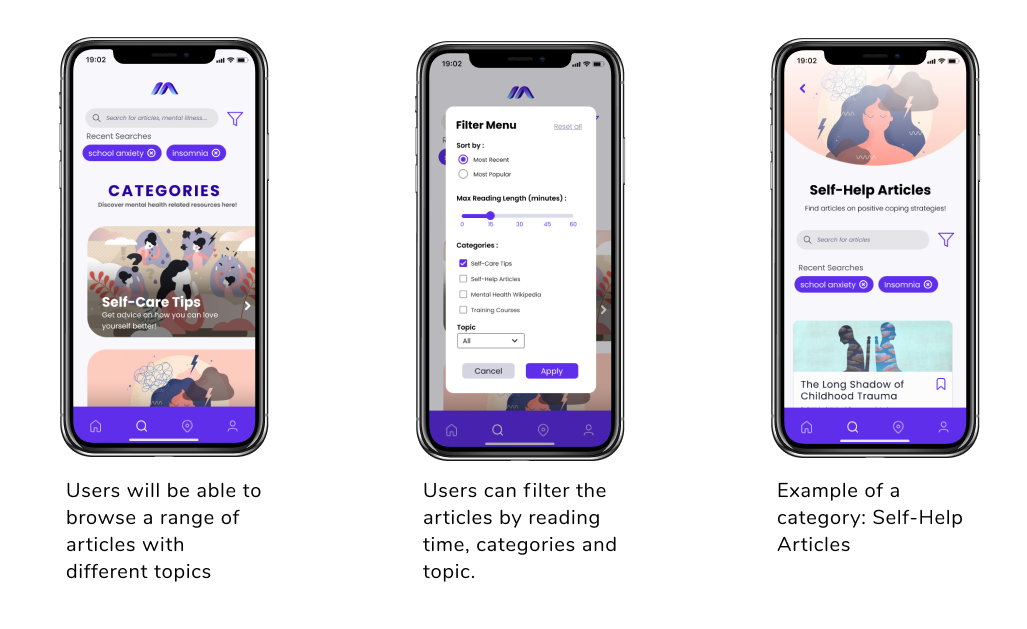 19:02
Search for articles, mental illness...
Recent Searches
school anxiety
insomnia
CATEGORIES
Discover mental health related resources here!
Self-Care Tips
Get advice on how you can love
yourself better!
Users will be able to
browse a range of
articles with
different topics
19:02
Filter Menu
Reset all
Sort by :
Most Recent
Most Popular
Max Reading Length (minutes) :
0 15 30 45 60
Categories :
Self-Care Tips
Self-Help Articles
Mental Health Wikipedia
Training Courses
Topic
All
Cancel
Apply
Users can filter the
articles by reading
time, categories and
topic.
19:02
Self-Help Articles
Find articles on positive coping strategies!
Search for articles
Recent Searches
school anxiety
Insomnia
The Long Shadow of
Childhood Trauma
Example of a
category: Self-Help
Articles